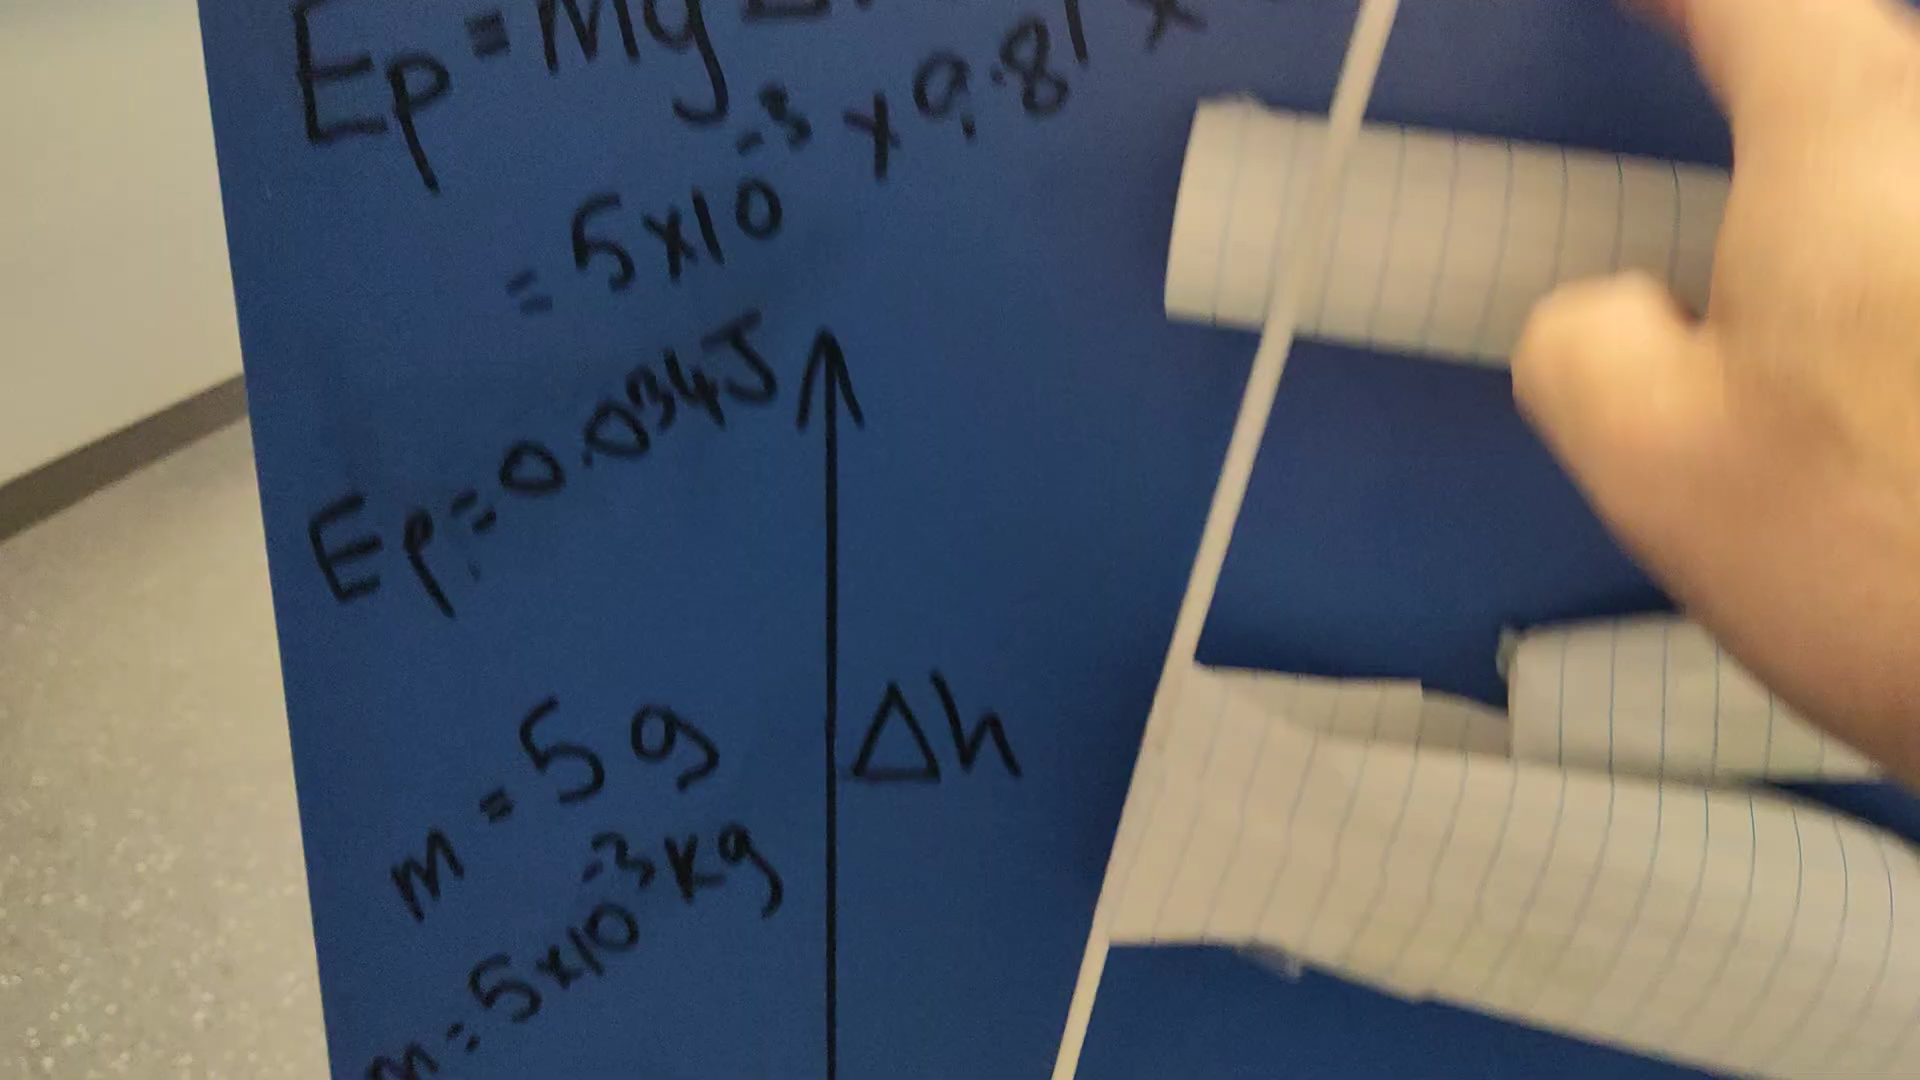 Ep = Mg Δ
= 5x10⁻³ x 9.81 x
Ep = 0.034J
Δh
m = 5g
m = 5x10⁻³ kg